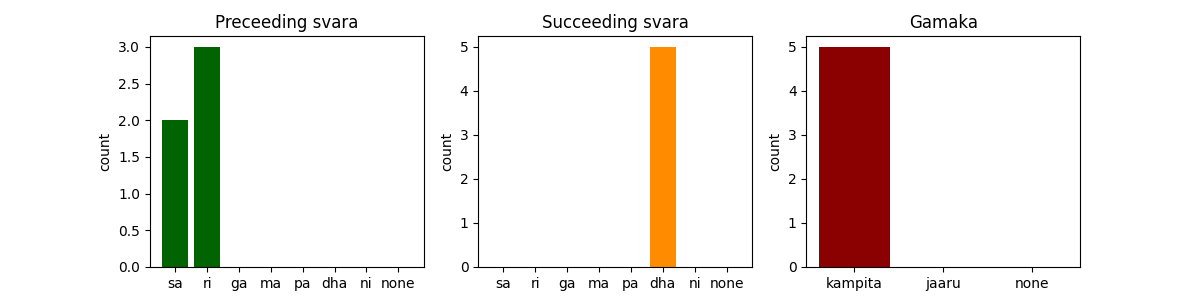 Preceeding svara
count
3.0
2.5
2.0
1.5
1.0
0.5
0.0
sa ri ga ma pa dha ni none
Succeeding svara
count
5
4
3
2
1
0
sa ri ga ma pa dha ni none
Gamaka
count
5
4
3
2
1
0
kampita jaaru none